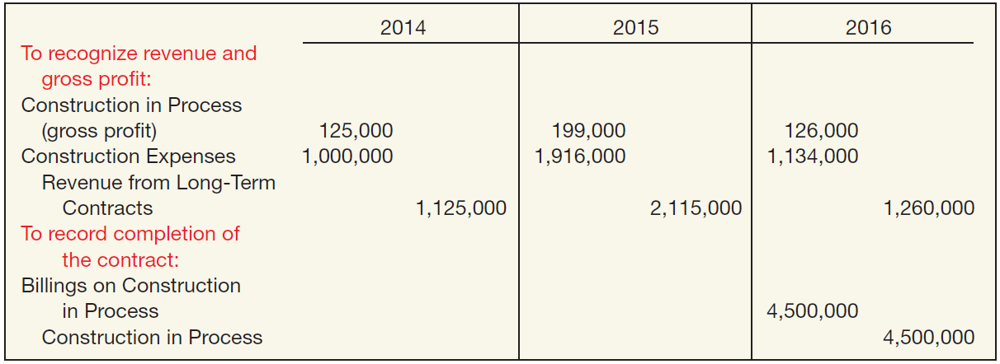 2014 2015 2016
To recognize revenue and
gross profit:
Construction in Process
(gross profit) 125,000 199,000 126,000
Construction Expenses 1,000,000 1,916,000 1,134,000
Revenue from Long-Term
Contracts 1,125,000 2,115,000 1,260,000
To record completion of
the contract:
Billings on Construction
in Process 4,500,000
Construction in Process 4,500,000